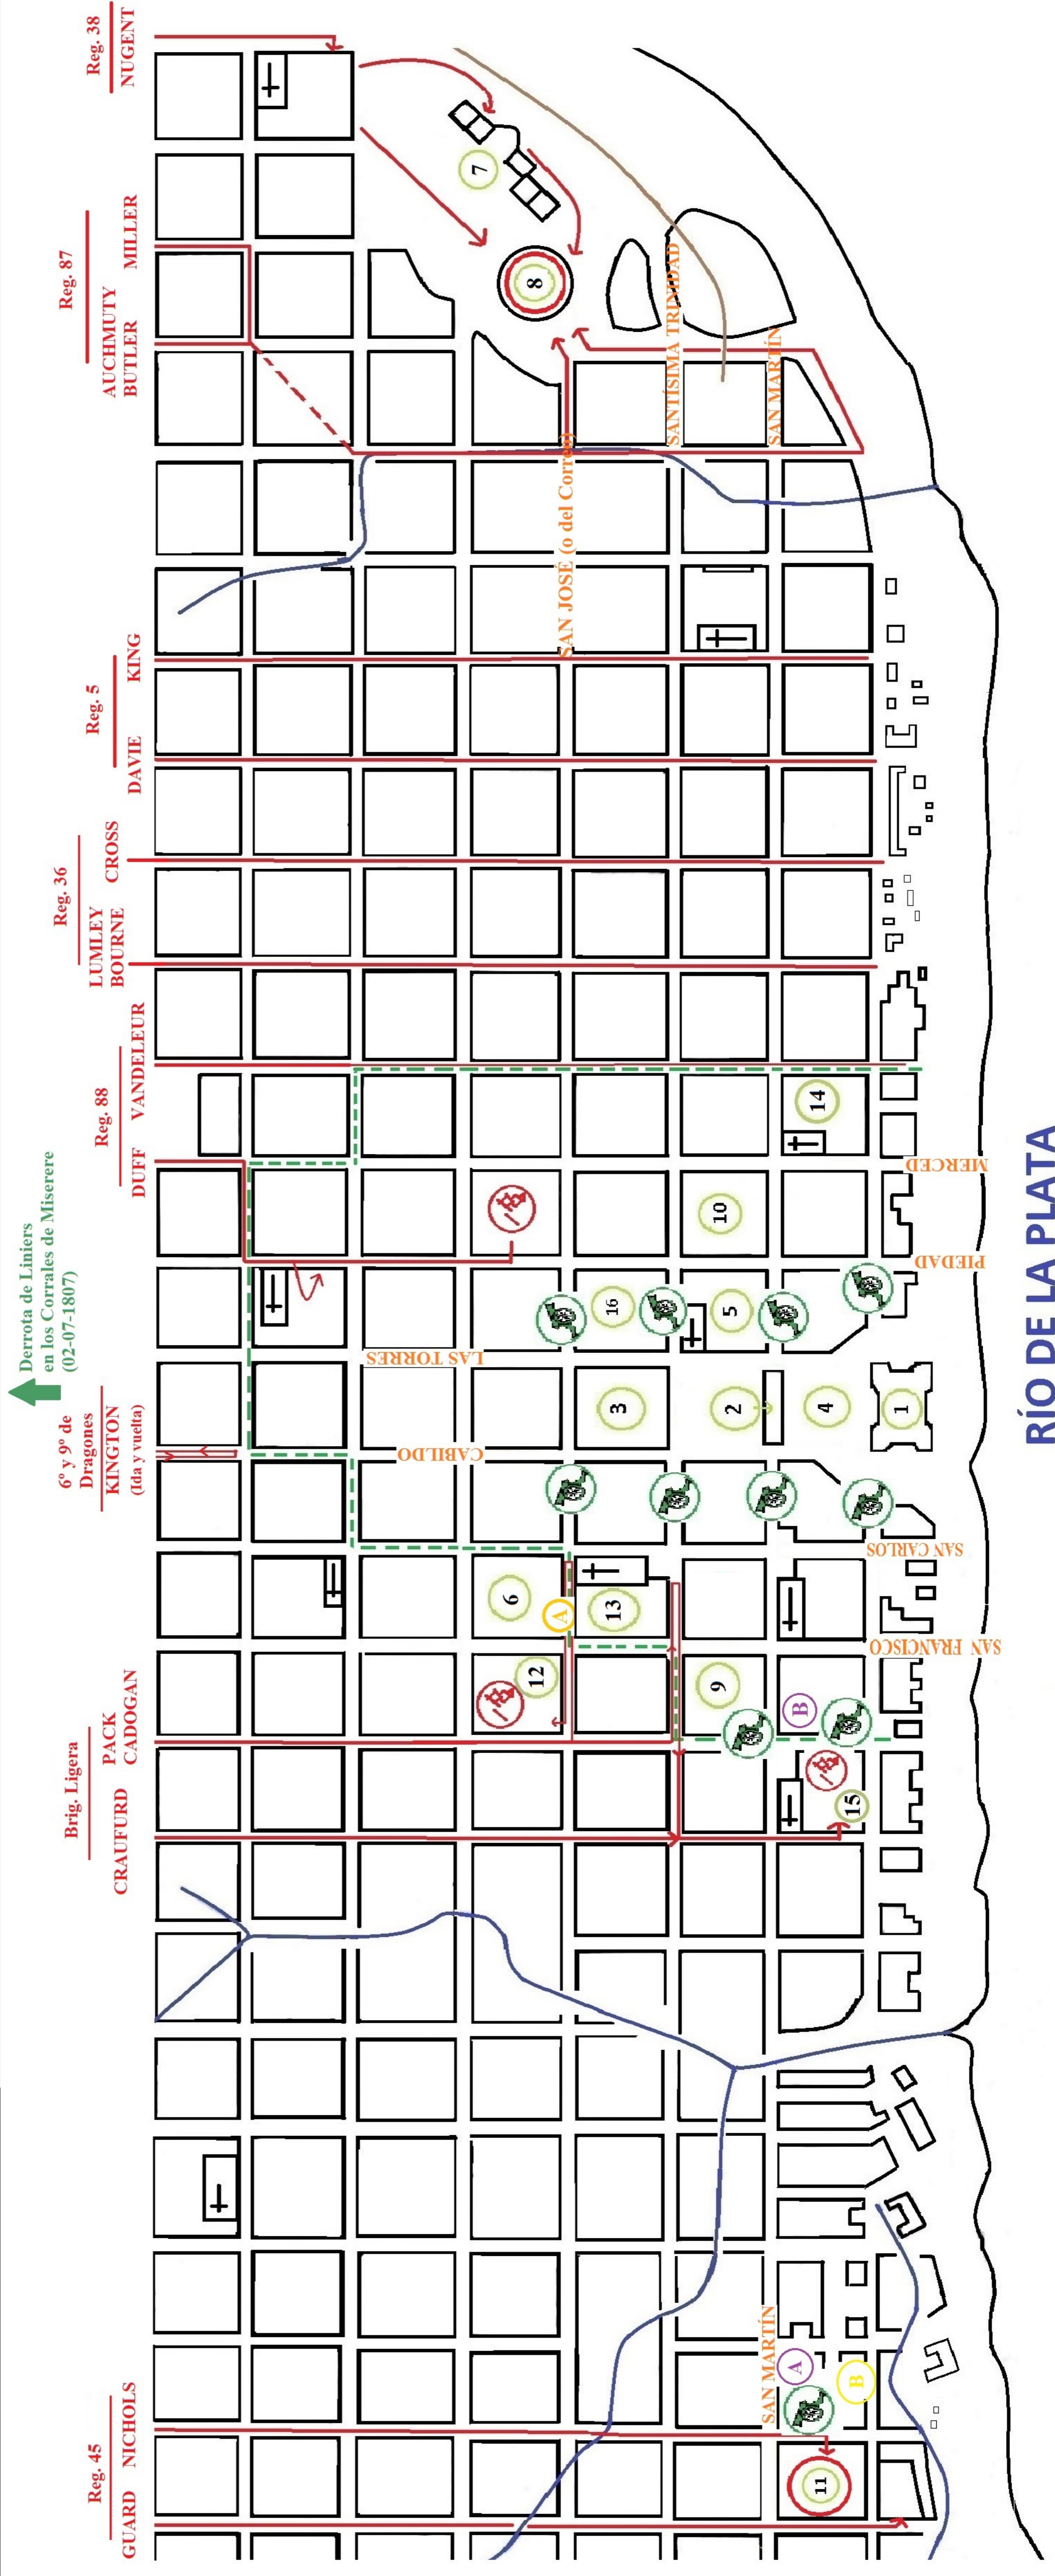 Reg. 38
NUGENT
Reg. 87
AUCHMUTY
BUTLER
MILLER
SANTÍSIMA TRINIDAD
SAN MARTÍN
SAN JOSÉ (o del Correo)
7
8
Reg. 5
DAVIE
KING
Reg. 36
LUMLEY
BOURNE
CROSS
Reg. 88
DUFF
VANDELEUR
14
MERCED
10
PIEDAD
16
5
Derrota de Liniers
en los Corrales de Miserere
(02-07-1807)
LAS TORRES
3
2
4
1
RÍO DE LA PLATA
6º y 9º de
Dragones
KINGTON
(Ida y vuelta)
CABILDO
SAN CARLOS
6
A
13
SAN FRANCISCO
12
9
B
Brig. Ligera
CRAUFURD
PACK
CADOGAN
15
SAN MARTÍN
A
B
Reg. 45
GUARD
NICHOLS
11